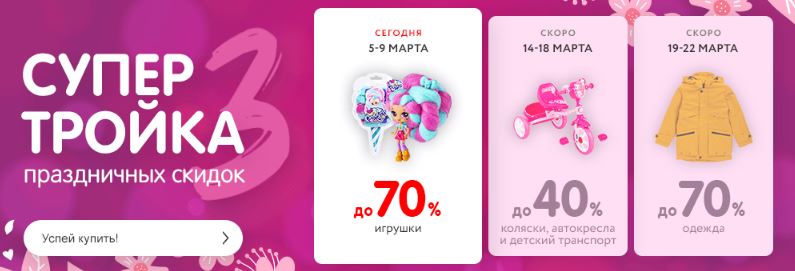 СУПЕР 3
ТРОЙКА
праздничных скидок
Успей купить!
СЕГОДНЯ
5-9 МАРТА
до 70%
игрушки
СКОРО
14-18 МАРТА
до 40%
коляски, автокресла
и детский транспорт
СКОРО
19-22 МАРТА
до 70%
одежда